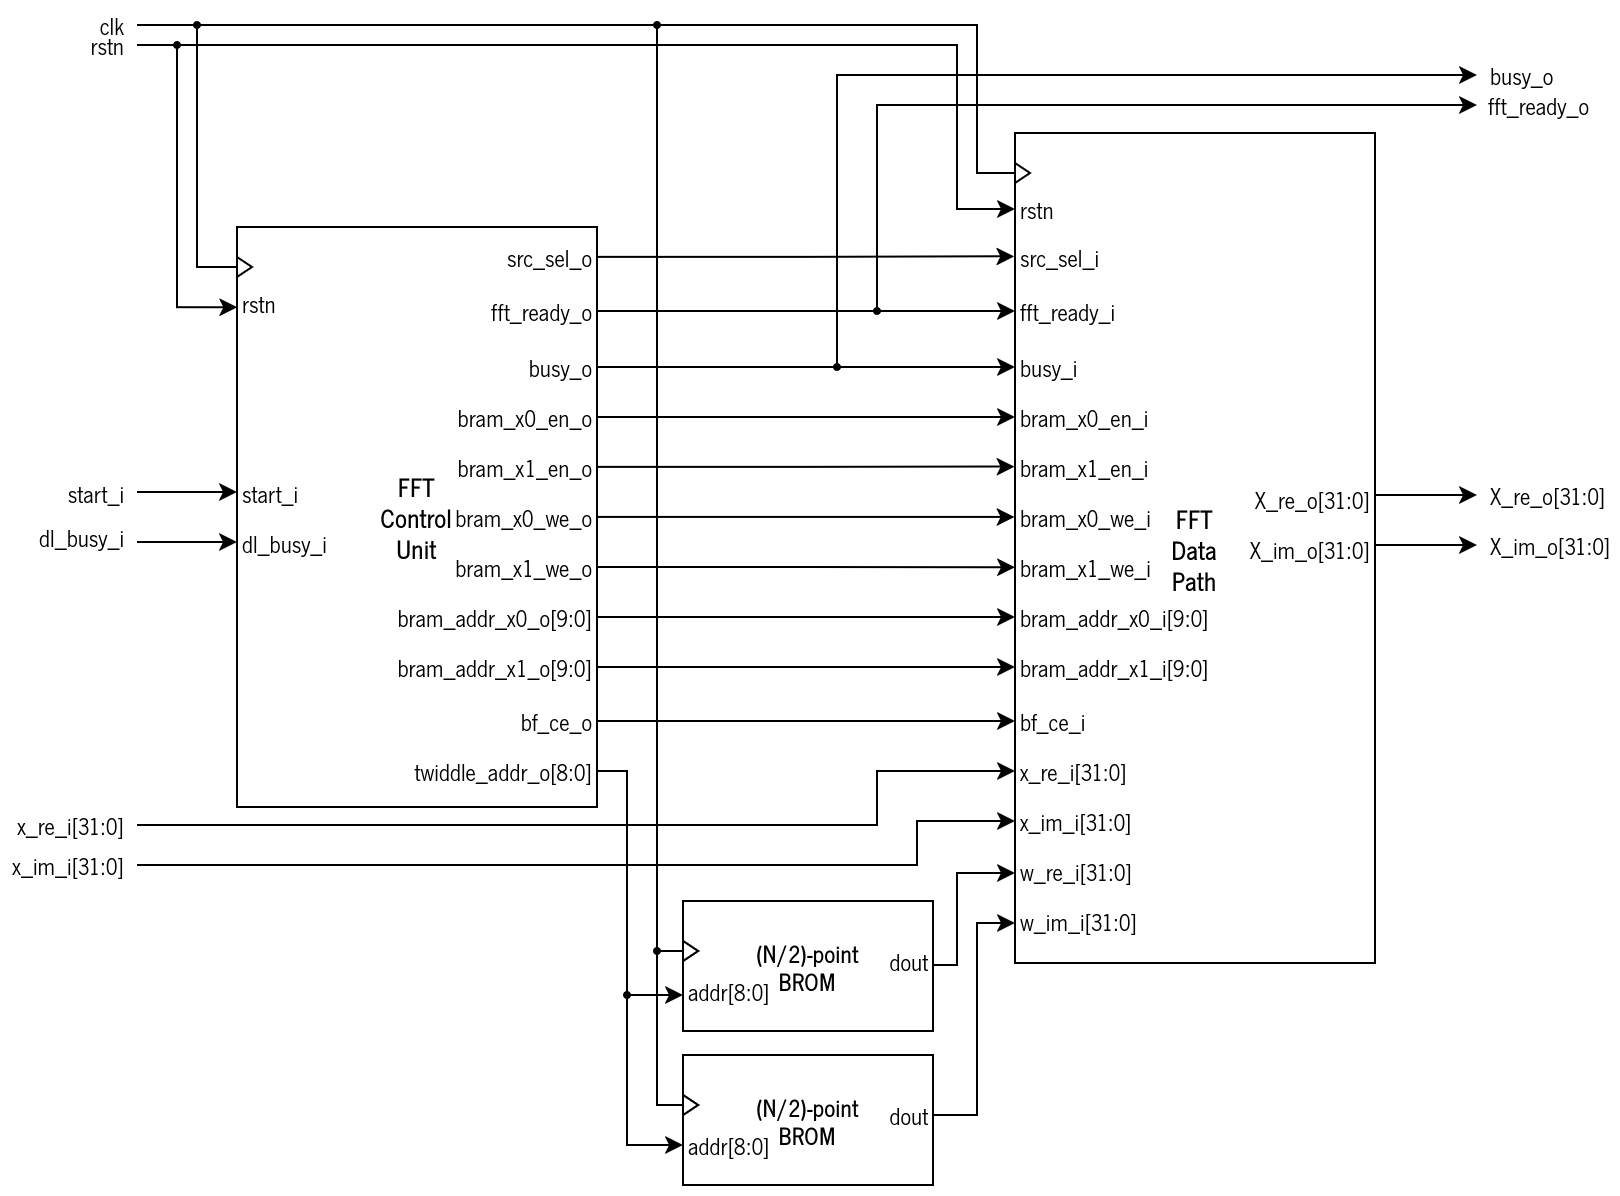 clk
rstn
busy_o
fft_ready_o
rstn
src_sel_o
src_sel_i
rstn
fft_ready_o
fft_ready_i
busy_o
busy_i
bram_x0_en_o
bram_x0_en_i
bram_x1_en_o
bram_x1_en_i
start_i
start_i
dl_busy_i
dl_busy_i
FFT
Control
Unit
bram_x0_we_o
bram_x0_we_i
bram_x1_we_o
bram_x1_we_i
FFT
Data
Path
X_re_o[31:0]
X_re_o[31:0]
X_im_o[31:0]
X_im_o[31:0]
bram_addr_x0_o[9:0]
bram_addr_x0_i[9:0]
bram_addr_x1_o[9:0]
bram_addr_x1_i[9:0]
bf_ce_o
bf_ce_i
twiddle_addr_o[8:0]
x_re_i[31:0]
x_re_i[31:0]
x_im_i[31:0]
x_im_i[31:0]
w_re_i[31:0]
w_im_i[31:0]
(N/2)-point
BROM
dout
addr[8:0]
(N/2)-point
BROM
dout
addr[8:0]